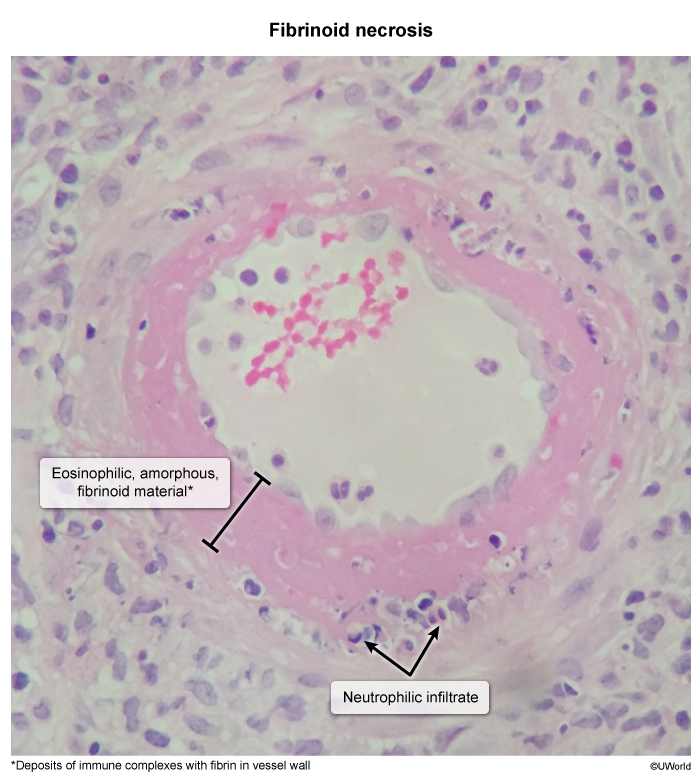 Fibrinoid necrosis
Eosinophilic, amorphous,
fibrinoid material*
Neutrophilic infiltrate
*Deposits of immune complexes with fibrin in vessel wall
©UWorld